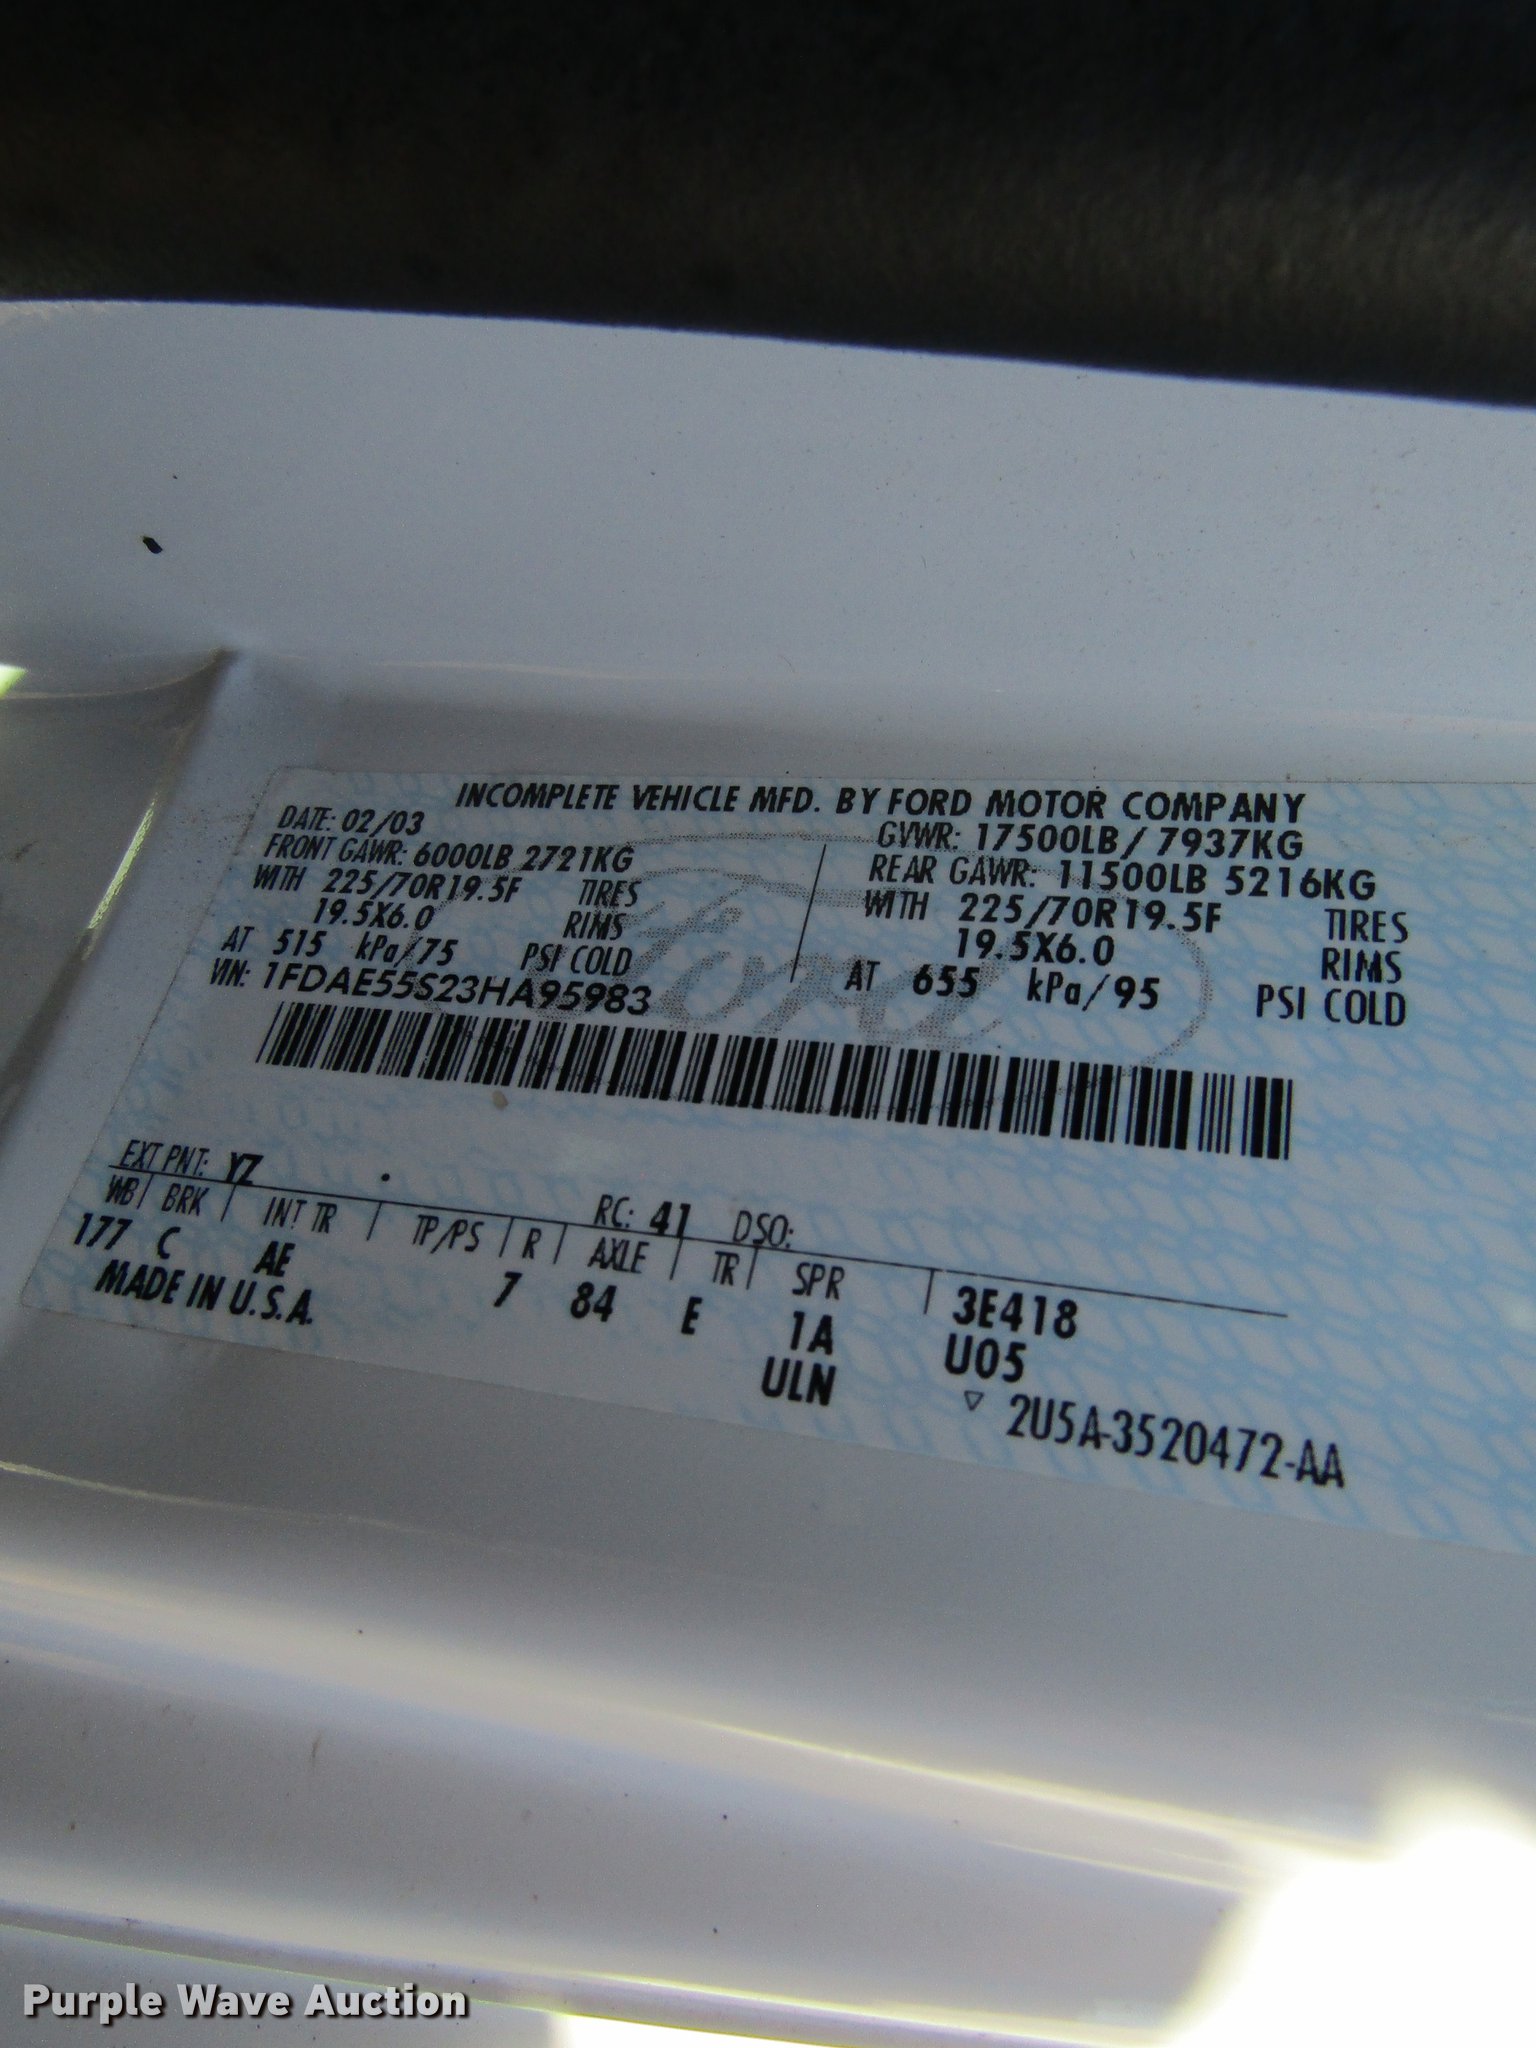 INCOMPLETE VEHICLE MFD. BY FORD MOTOR COMPANY
DATE: 02/03 GVWR: 17500LB / 7937KG
FRONT GAWR: 6000LB 2721KG REAR GAWR: 11500LB 5216KG
WITH 225/70R19.5F TIRES WITH 225/70R19.5F TIRES
19.5X6.0 RIMS 19.5X6.0 RIMS
AT 515 kPa/75 PSI COLD AT 655 kPa/95 PSI COLD
VIN: 1FDAE55S23HA95983
Ford
EXT PNT: YZ RC: 41 DSO:
WB BRK INT TR TP/PS R AXLE TR SPR 3E418
177 C AE 7 84 E 1A U05
MADE IN U.S.A. ULN
2U5A-3520472-AA
Purple Wave Auction